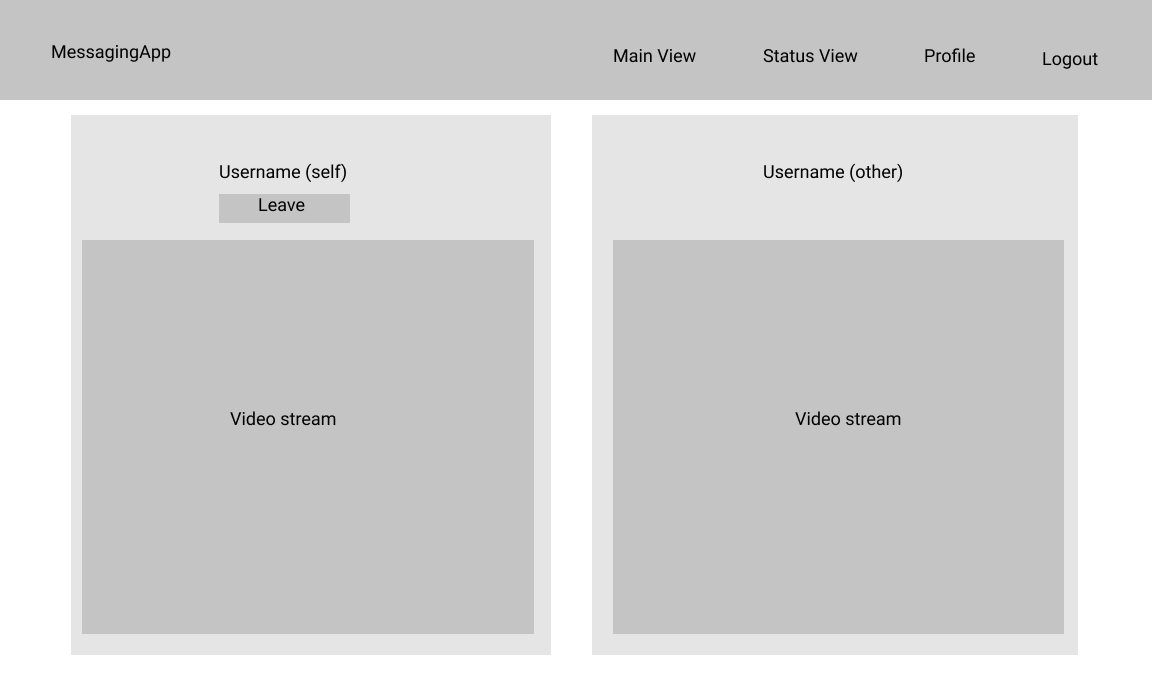 MessagingApp
Main View
Status View
Profile
Logout
Username (self)
Leave
Video stream
Username (other)
Video stream